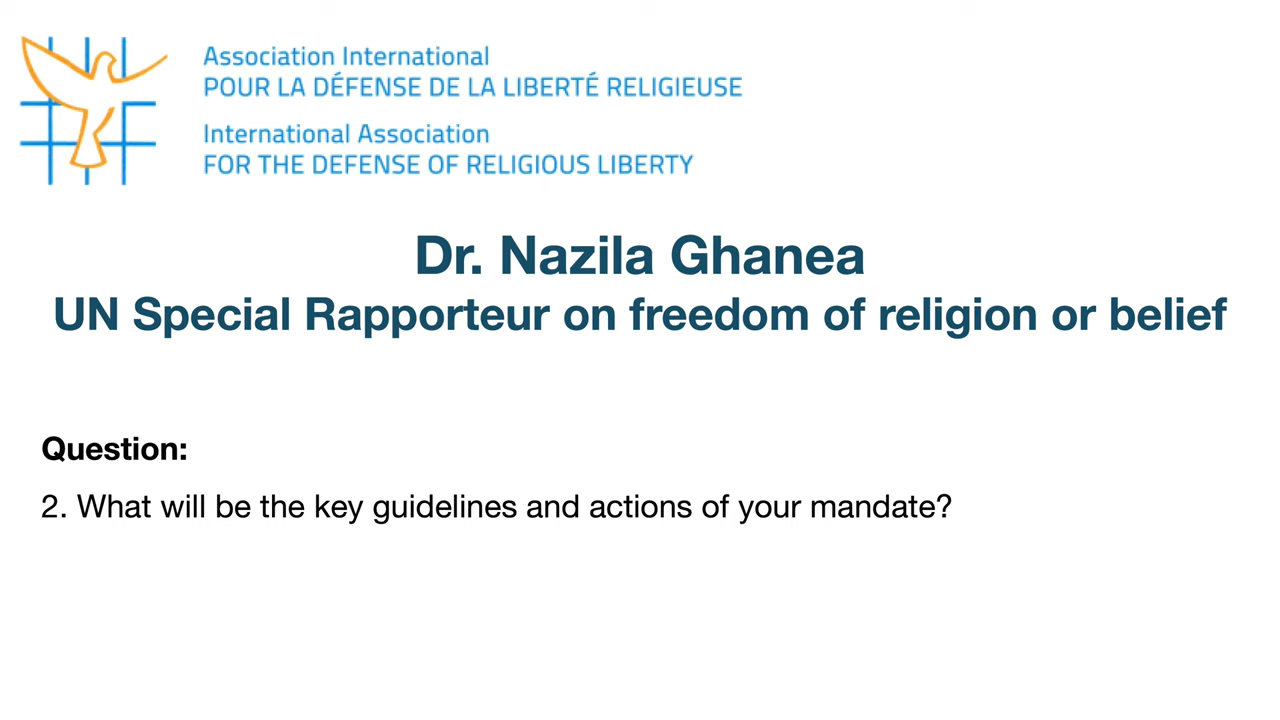 Association International
POUR LA DÉFENSE DE LA LIBERTÉ RELIGIEUSE
International Association
FOR THE DEFENSE OF RELIGIOUS LIBERTY
Dr. Nazila Ghanea
UN Special Rapporteur on freedom of religion or belief
Question:
2. What will be the key guidelines and actions of your mandate?